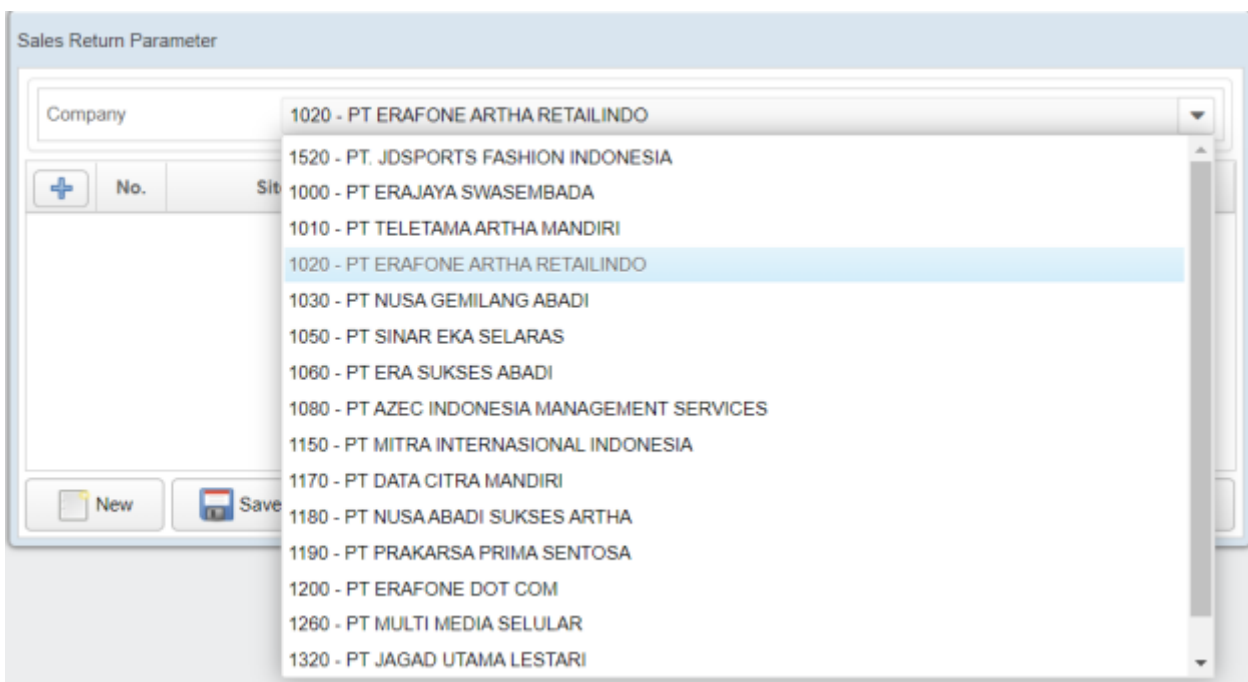 Sales Return Parameter
Company
1020 - PT ERAFONE ARTHA RETAILINDO
1520 - PT. JDSPORTS FASHION INDONESIA
No.
Sit
1000 - PT ERAJAYA SWASEMBADA
1010 - PT TELETAMA ARTHA MANDIRI
1020 - PT ERAFONE ARTHA RETAILINDO
1030 - PT NUSA GEMILANG ABADI
1050 - PT SINAR EKA SELARAS
1060 - PT ERA SUKSES ABADI
1080 - PT AZEC INDONESIA MANAGEMENT SERVICES
1150 - PT MITRA INTERNASIONAL INDONESIA
1170 - PT DATA CITRA MANDIRI
New
Save
1180 - PT NUSA ABADI SUKSES ARTHA
1190 - PT PRAKARSA PRIMA SENTOSA
1200 - PT ERAFONE DOT COM
1260 - PT MULTI MEDIA SELULAR
1320 - PT JAGAD UTAMA LESTARI